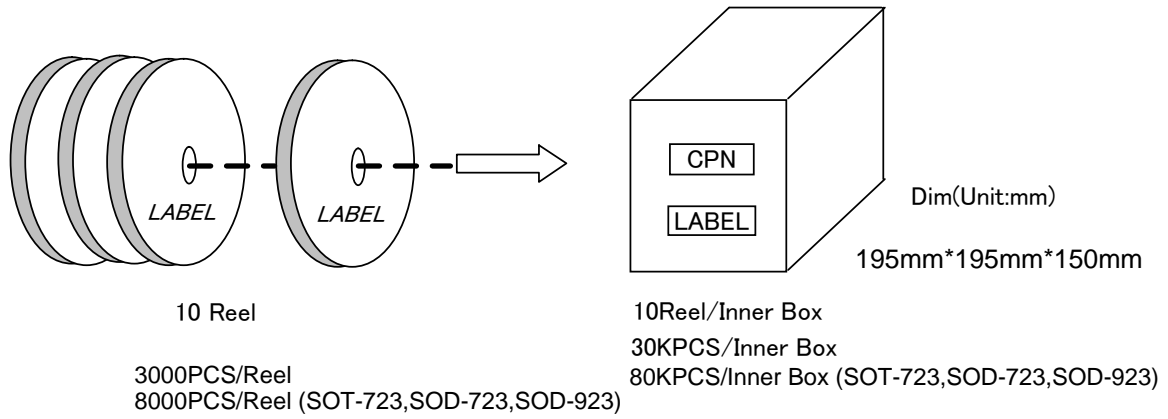 LABEL
LABEL
CPN
LABEL
Dim(Unit:mm)
195mm*195mm*150mm
10 Reel
3000PCS/Reel
8000PCS/Reel (SOT-723,SOD-723,SOD-923)
10Reel/Inner Box
30KPCS/Inner Box
80KPCS/Inner Box (SOT-723,SOD-723,SOD-923)